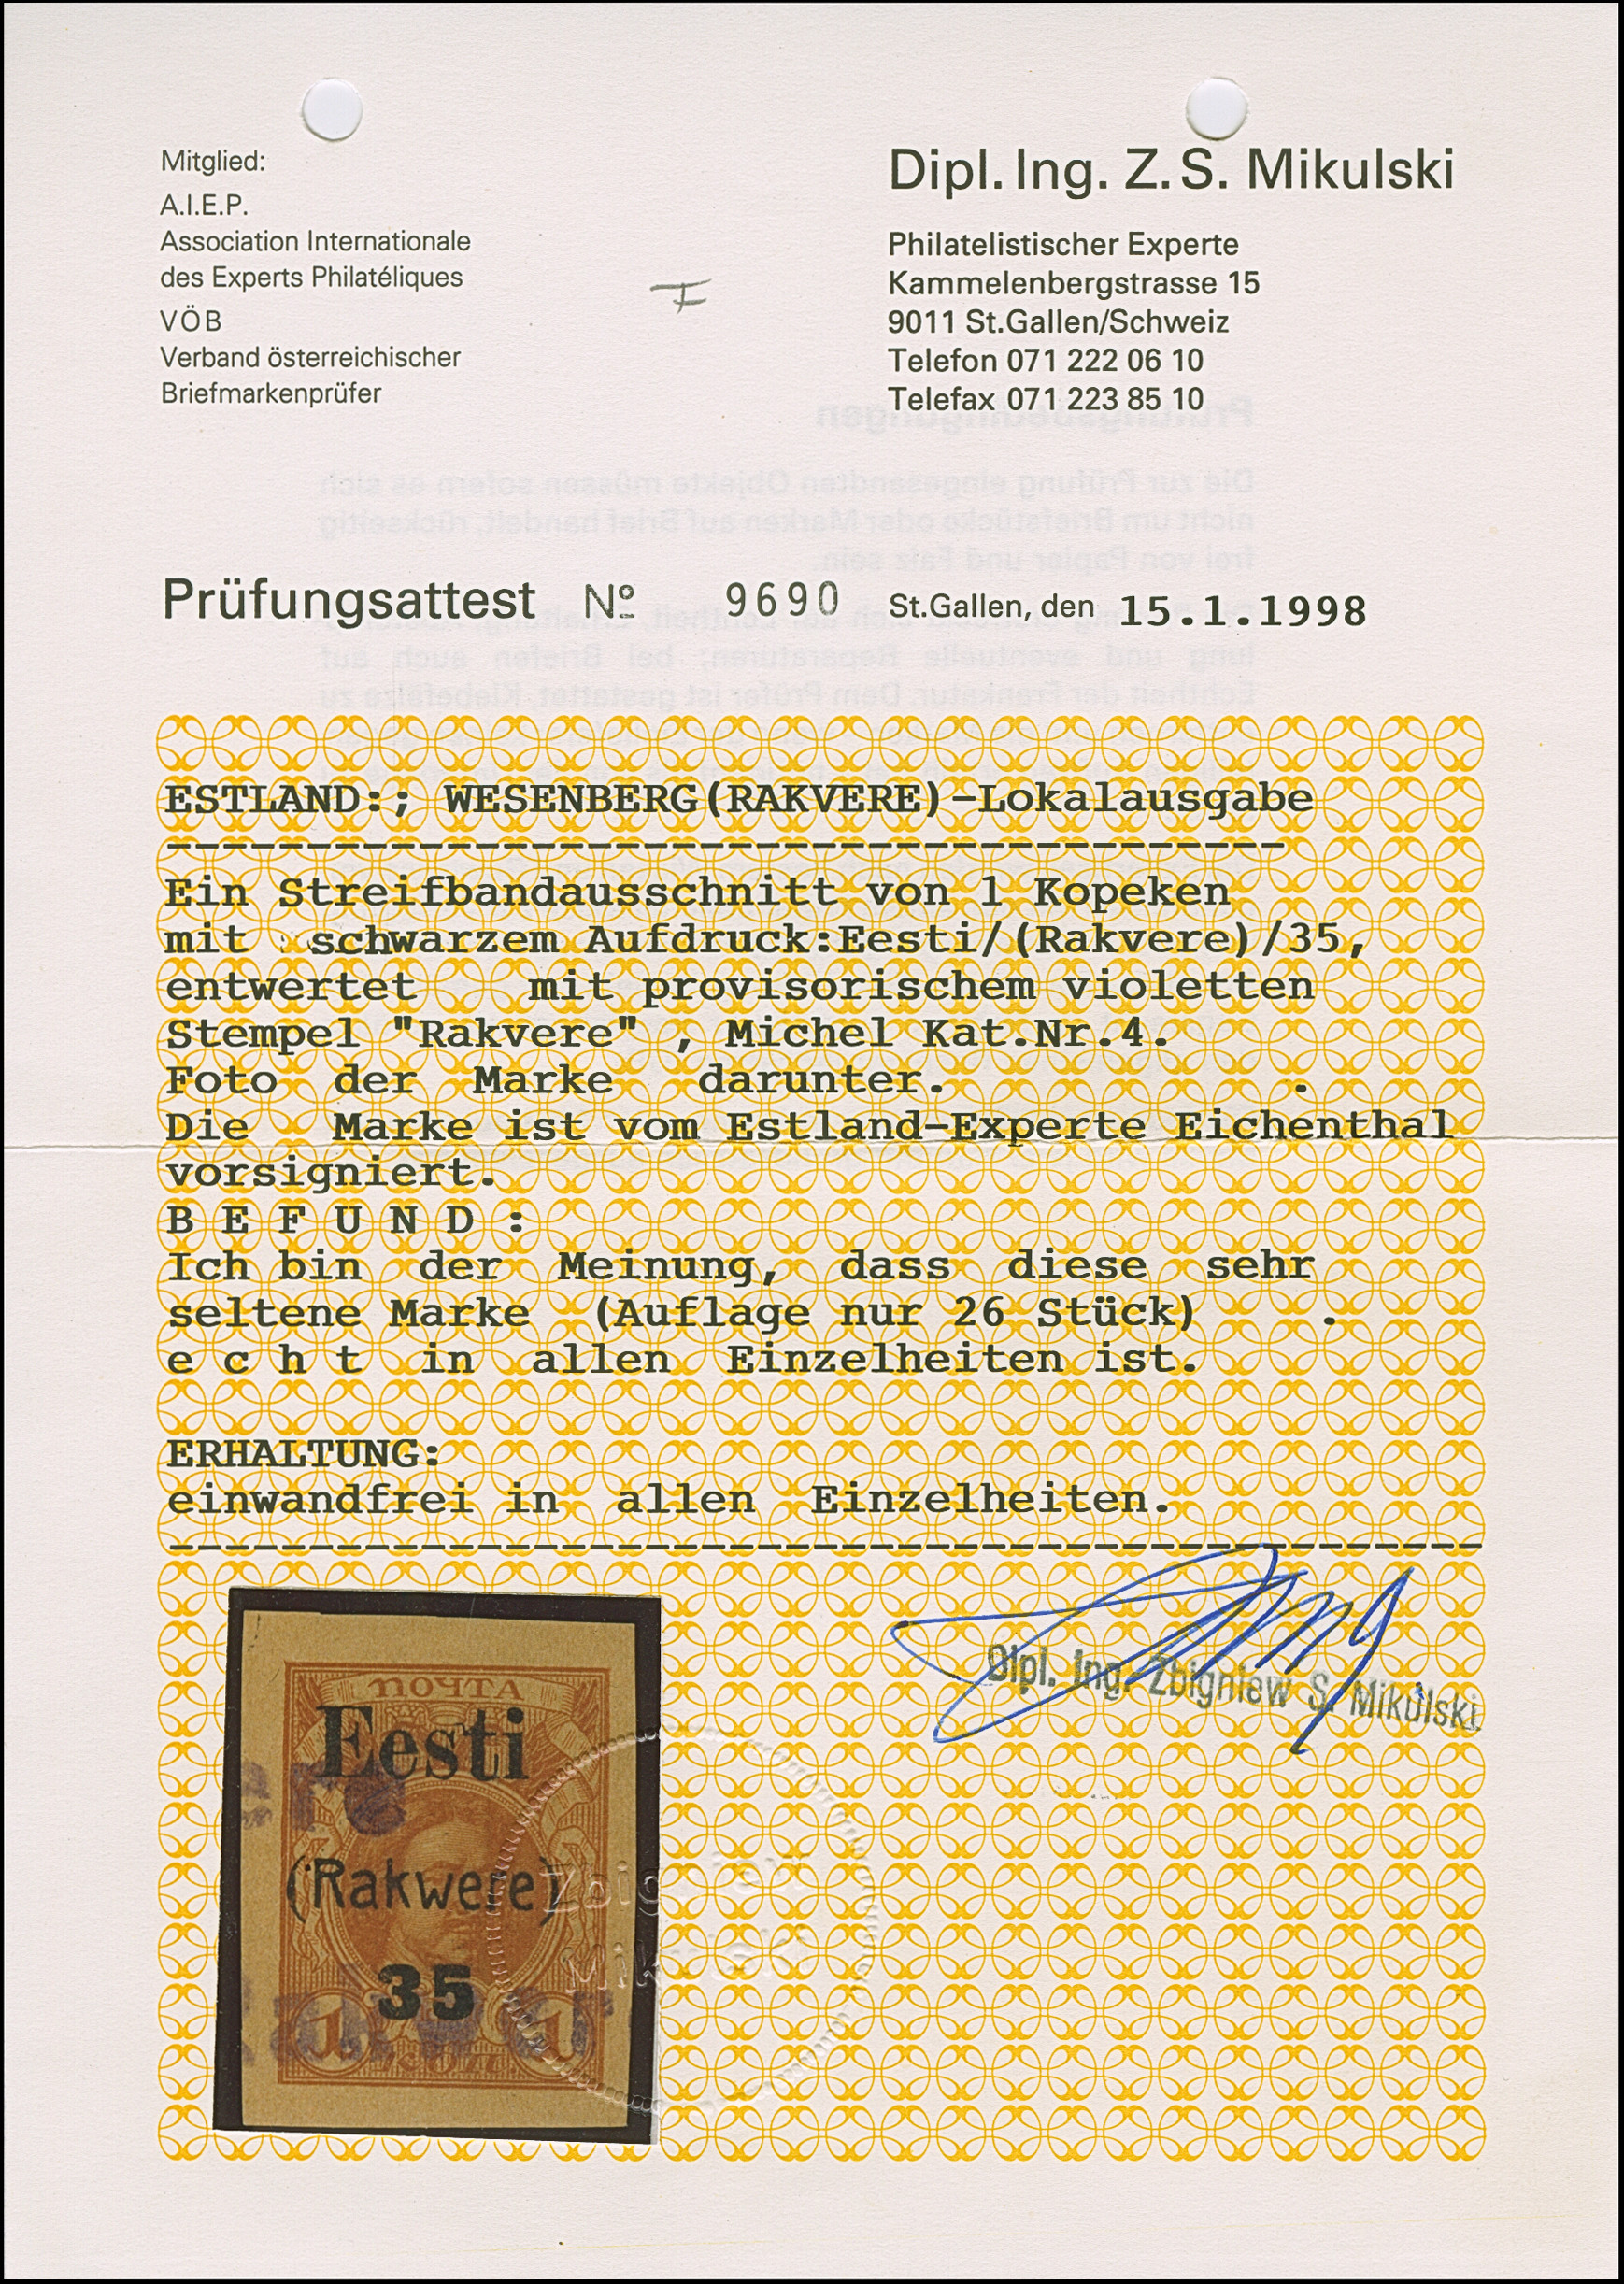 Mitglied:
A.I.E.P.
Association Internationale
des Experts Philatéliques
VÖB
Verband österreichischer
Briefmarkenprüfer
Dipl. Ing. Z. S. Mikulski
Philatelistischer Experte
Kammelenbergstrasse 15
9011 St.Gallen/Schweiz
Telefon 071 222 06 10
Telefax 071 223 85 10
Prüfungsattest Nº 9690 St.Gallen, den 15.1.1998
ESTLAND:; WESENBERG(RAKVERE)-Lokalausgabe
Ein Streifbandausschnitt von 1 Kopeken
mit schwarzem Aufdruck:Eesti/(Rakvere)/35,
entwertet mit provisorischem violetten
Stempel "Rakvere" , Michel Kat.Nr.4.
Foto der Marke darunter. .
Die Marke ist vom Estland-Experte Eichenthal
vorsigniert.
B E F U N D :
Ich bin der Meinung, dass diese sehr
seltene Marke (Auflage nur 26 Stück) .
e c h t in allen Einzelheiten ist.
ERHALTUNG:
einwandfrei in allen Einzelheiten.
Dipl. Ing. Zbigniew S. Mikulski
ПОЧТА
Eesti
(Rakwere)
35
1 1